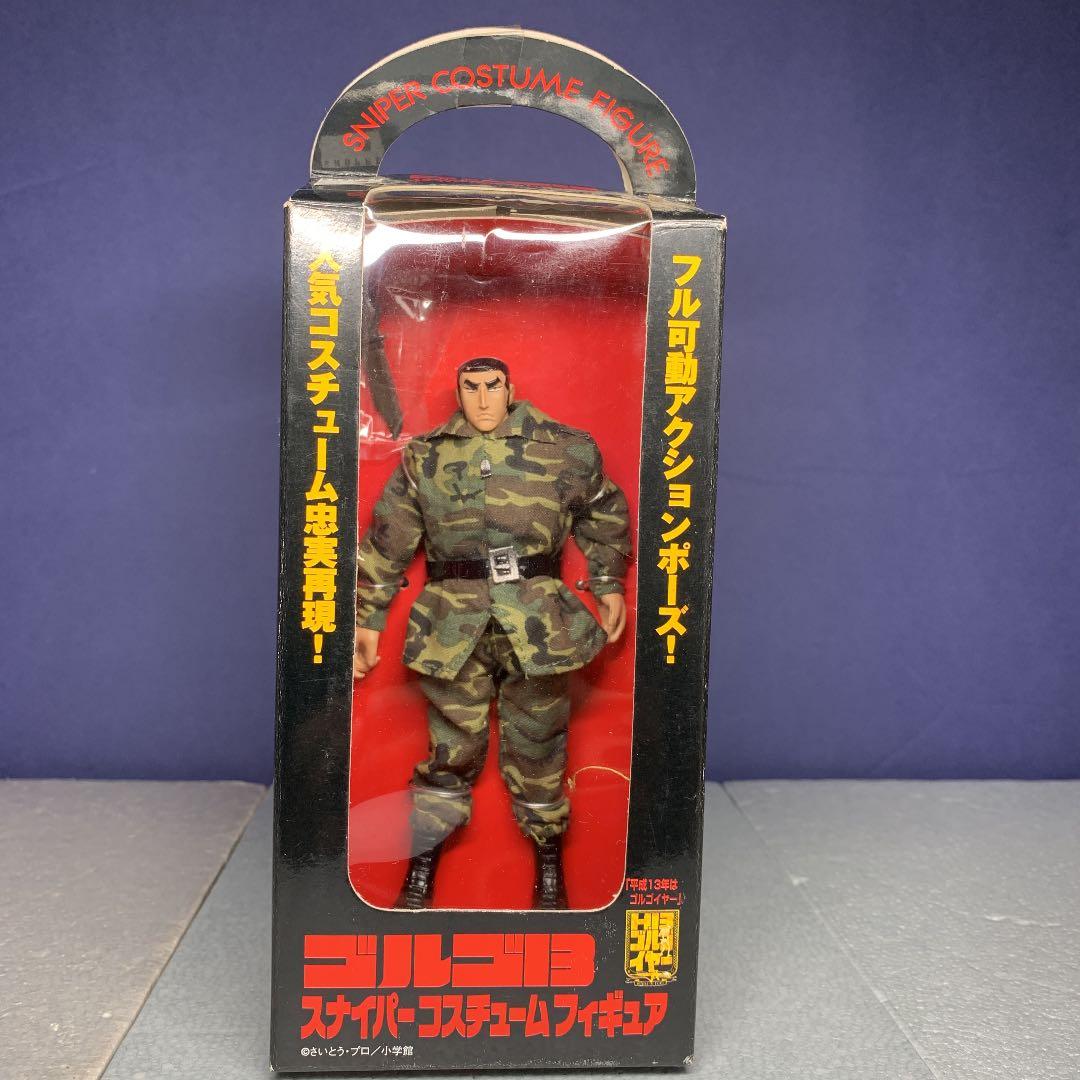 SNIPER COSTUME FIGURE
人気コスチューム忠実再現!
フル可動アクションポーズ!
「平成13年は
ゴルゴイヤー」
ゴルゴ13
スナイパーコスチュームフィギュア
©さいとう・プロ/小学館